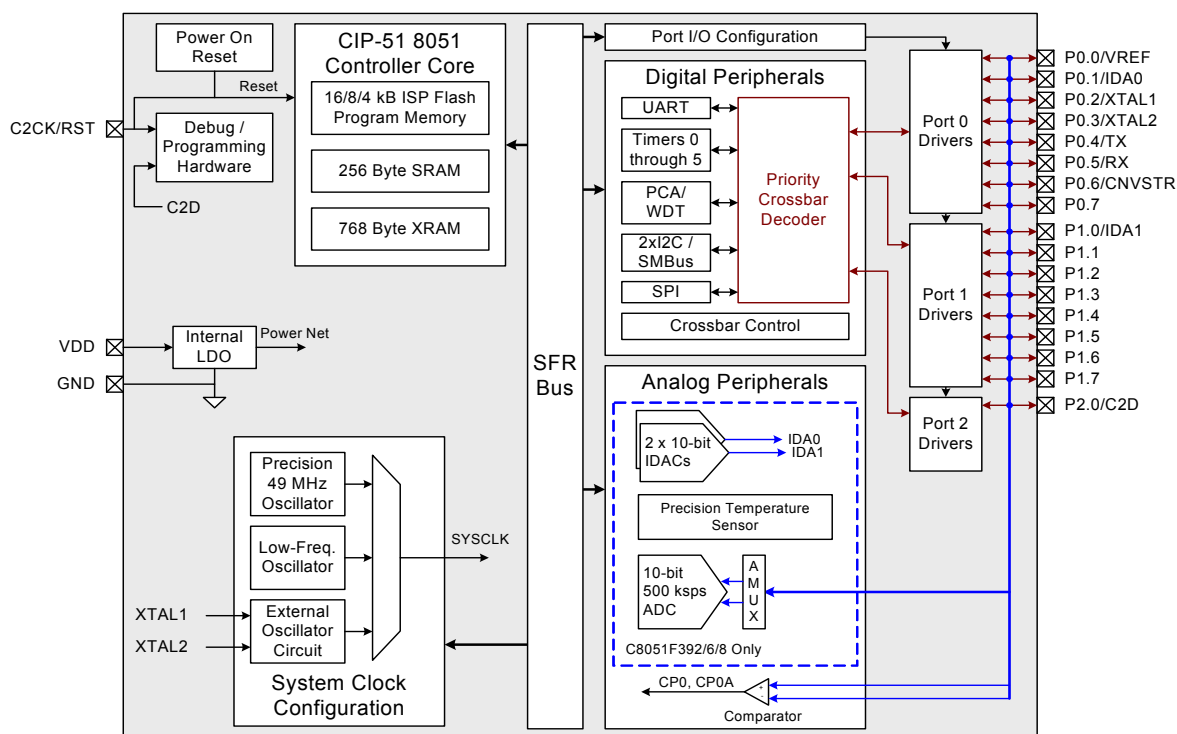 Power On
Reset
Reset
C2CK/RST
Debug /
Programming
Hardware
C2D
CIP-51 8051
Controller Core
16/8/4 kB ISP Flash
Program Memory
256 Byte SRAM
768 Byte XRAM
VDD
Internal
LDO
Power Net
GND
Precision
49 MHz
Oscillator
Low-Freq.
Oscillator
XTAL1
XTAL2
External
Oscillator
Circuit
SYSCLK
System Clock
Configuration
SFR
Bus
Port I/O Configuration
Digital Peripherals
UART
Timers 0
through 5
PCA/
WDT
2xI2C /
SMBus
SPI
Priority
Crossbar
Decoder
Crossbar Control
Analog Peripherals
2 x 10-bit
IDACs
IDA0
IDA1
Precision Temperature
Sensor
10-bit
500 ksps
ADC
A
M
U
X
C8051F392/6/8 Only
CP0, CP0A
+
-
Comparator
Port 0
Drivers
Port 1
Drivers
Port 2
Drivers
P0.0/VREF
P0.1/IDA0
P0.2/XTAL1
P0.3/XTAL2
P0.4/TX
P0.5/RX
P0.6/CNVSTR
P0.7
P1.0/IDA1
P1.1
P1.2
P1.3
P1.4
P1.5
P1.6
P1.7
P2.0/C2D